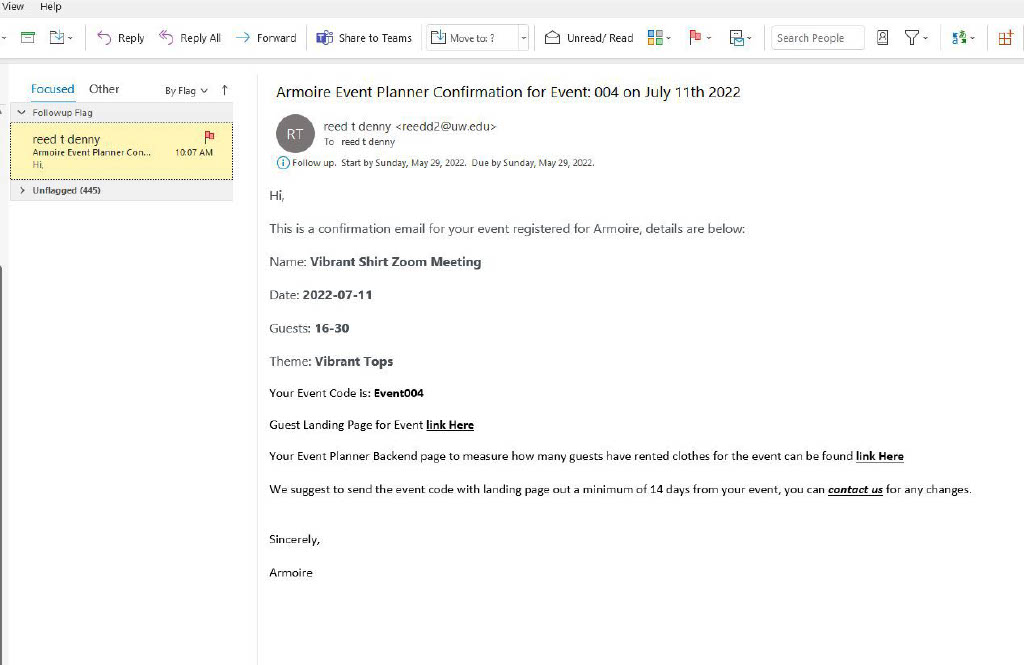 View Help
Reply Reply All Forward Share to Teams Move to: ? Unread/ Read Search People
Focused Other By Flag
Followup Flag
reed t denny
Armoire Event Planner Con... 10:07 AM
Hi,
Unflagged (445)
Armoire Event Planner Confirmation for Event: 004 on July 11th 2022
RT
reed t denny <reedd2@uw.edu>
To reed t denny
Follow up. Start by Sunday, May 29, 2022. Due by Sunday, May 29, 2022.
Hi,
This is a confirmation email for your event registered for Armoire, details are below:
Name: Vibrant Shirt Zoom Meeting
Date: 2022-07-11
Guests: 16-30
Theme: Vibrant Tops
Your Event Code is: Event004
Guest Landing Page for Event link Here
Your Event Planner Backend page to measure how many guests have rented clothes for the event can be found link Here
We suggest to send the event code with landing page out a minimum of 14 days from your event, you can contact us for any changes.
Sincerely,
Armoire